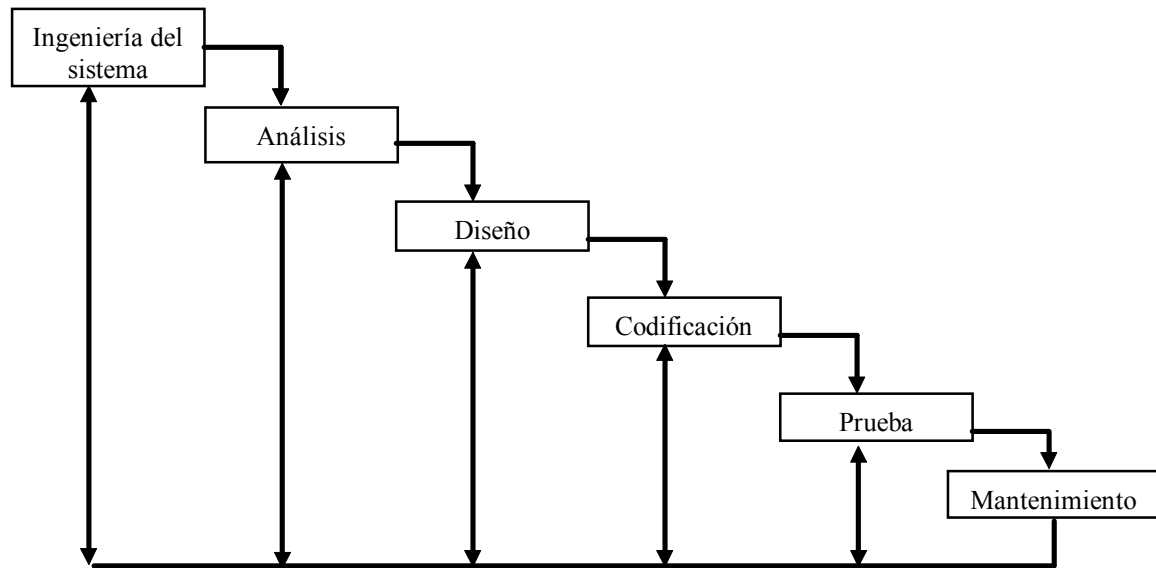 Ingeniería del
sistema
Análisis
Diseño
Codificación
Prueba
Mantenimiento